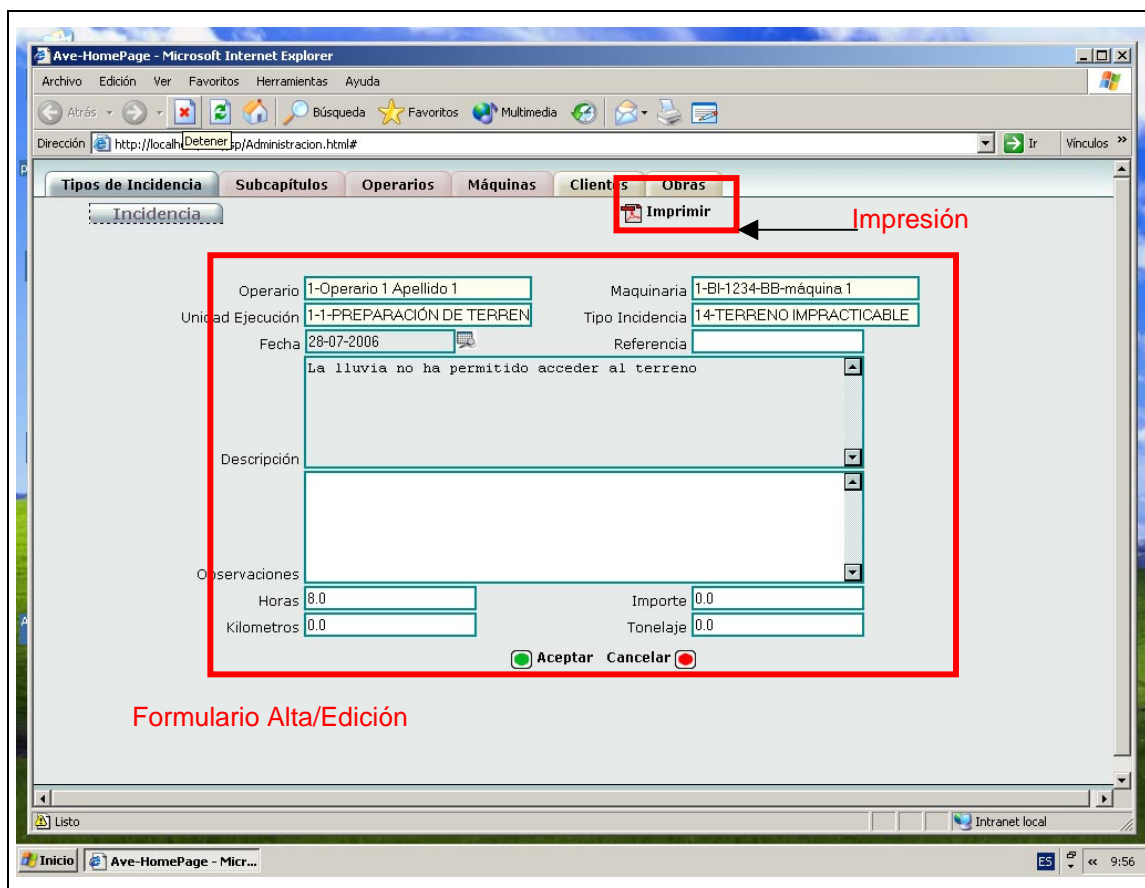 Ave-HomePage - Microsoft Internet Explorer
Archivo Edición Ver Favoritos Herramientas Ayuda
Atrás Búsqueda Favoritos Multimedia
Dirección http://localh Detener sp/Administracion.html# Ir Vínculos »
Tipos de Incidencia Subcapítulos Operarios Máquinas Clientes Obras
Incidencia Imprimir
Impresión
Operario 1-Operario 1 Apellido 1 Maquinaria 1-BI-1234-BB-máquina 1
Unidad Ejecución 1-1-PREPARACIÓN DE TERREN Tipo Incidencia 14-TERRENO IMPRACTICABLE
Fecha 28-07-2006 Referencia
La lluvia no ha permitido acceder al terreno
Descripción
Observaciones
Horas 8.0 Importe 0.0
Kilometros 0.0 Tonelaje 0.0
Aceptar Cancelar
Formulario Alta/Edición
Listo Intranet local
Inicio Ave-HomePage - Micr... ES « 9:56